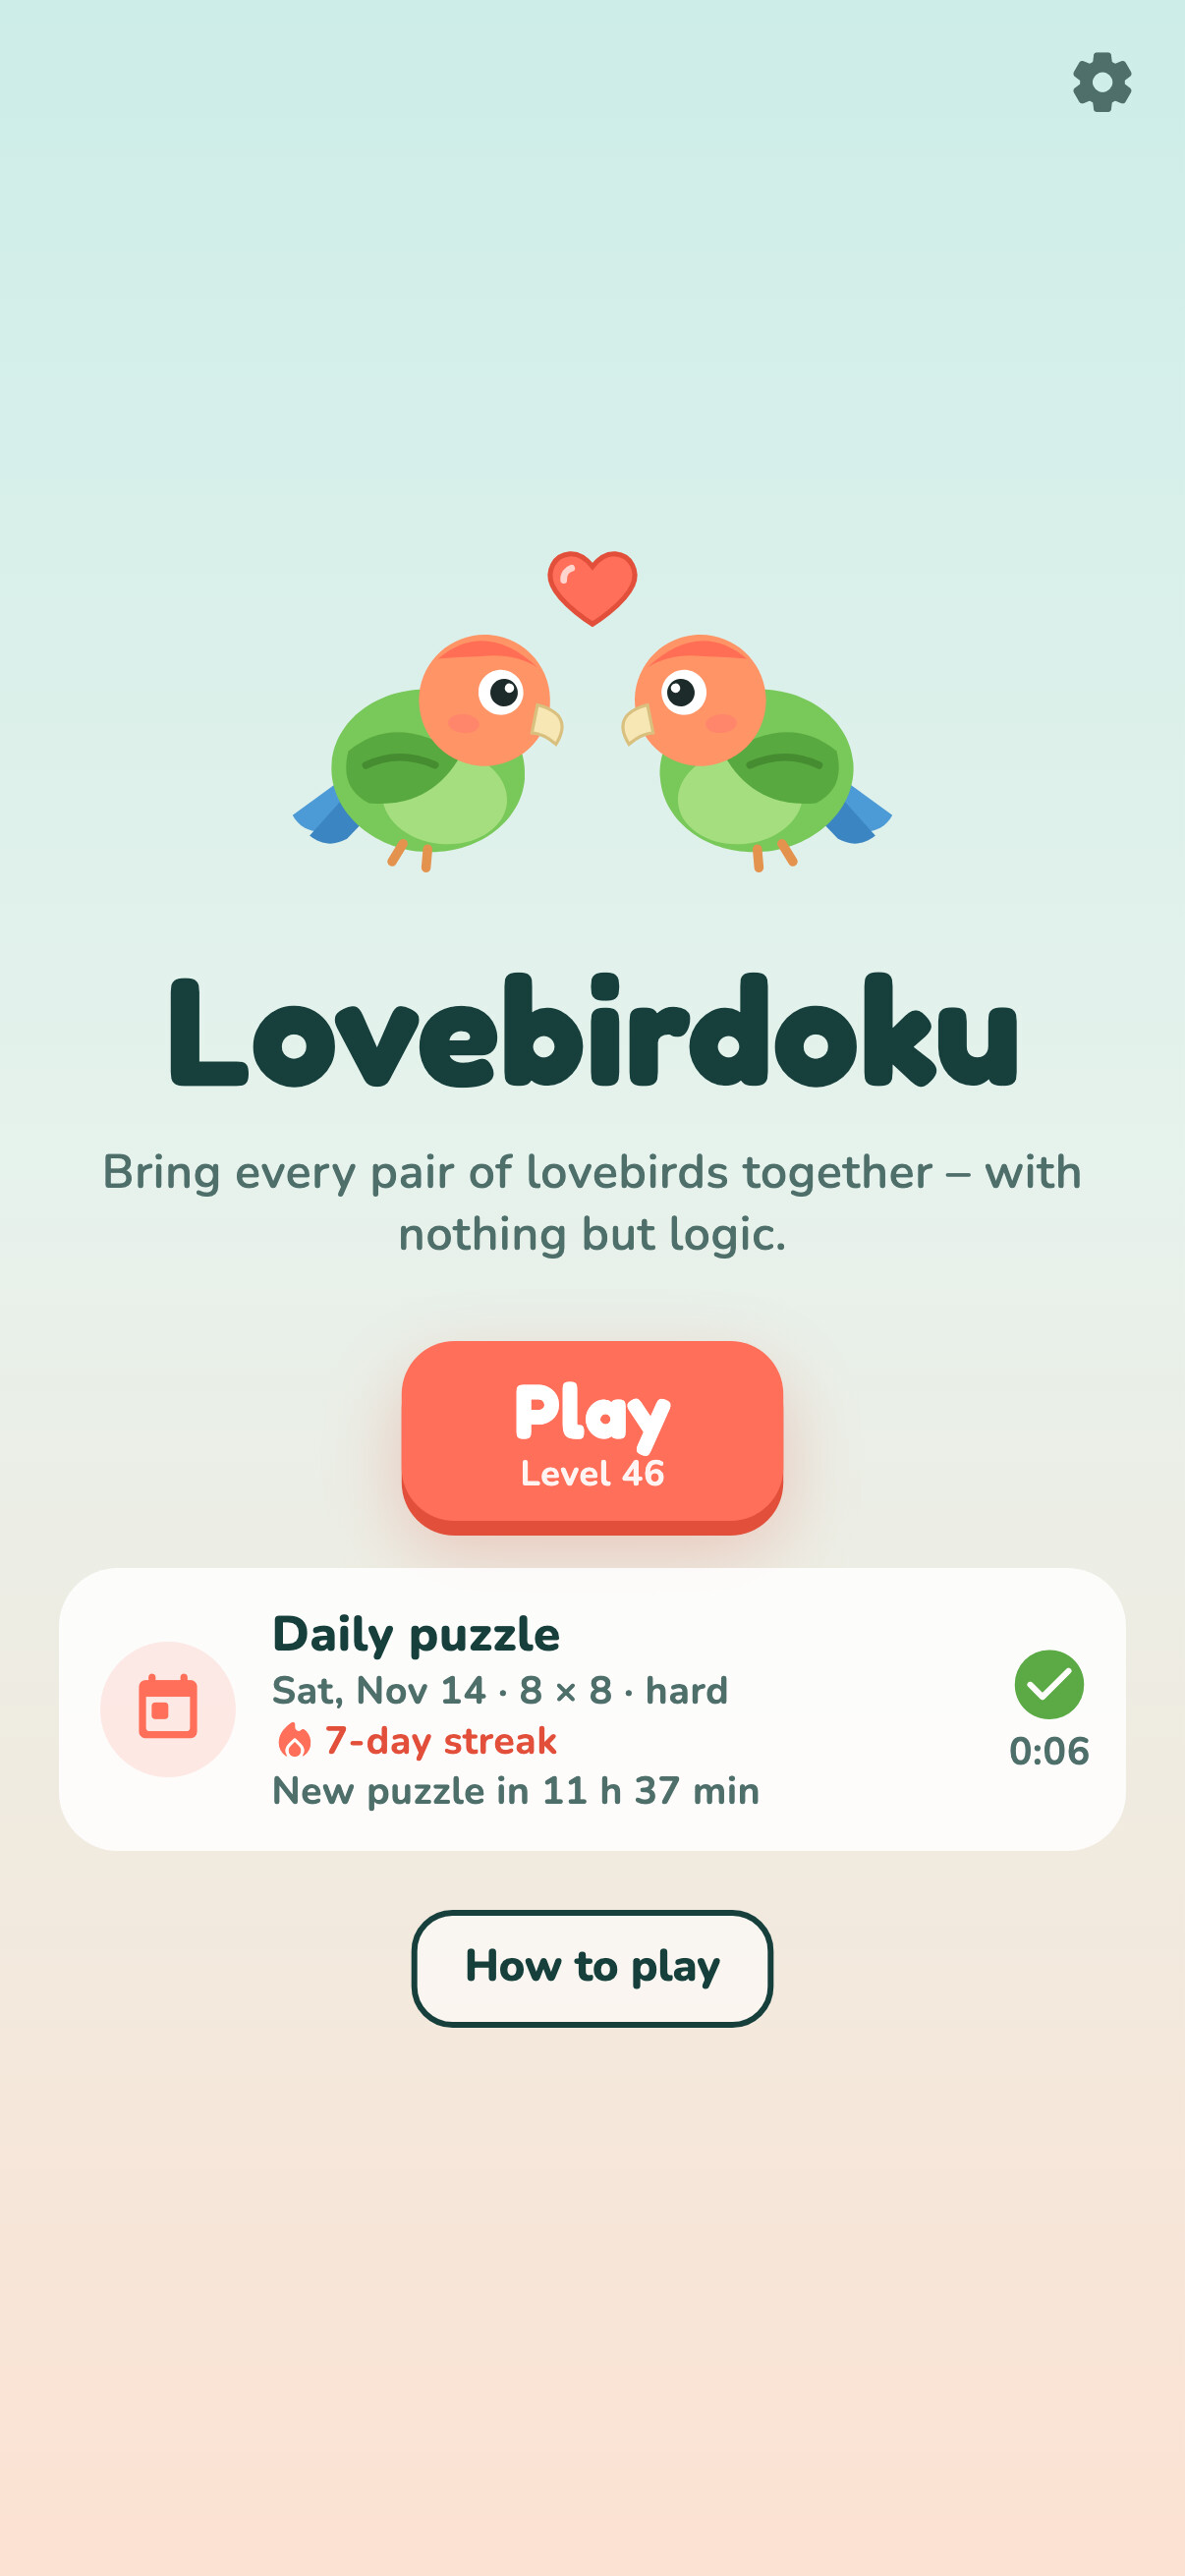 Lovebirdoku
Bring every pair of lovebirds together – with
nothing but logic.
Play
Level 46
Daily puzzle
Sat, Nov 14 · 8 × 8 · hard
7-day streak
New puzzle in 11 h 37 min
0:06
How to play